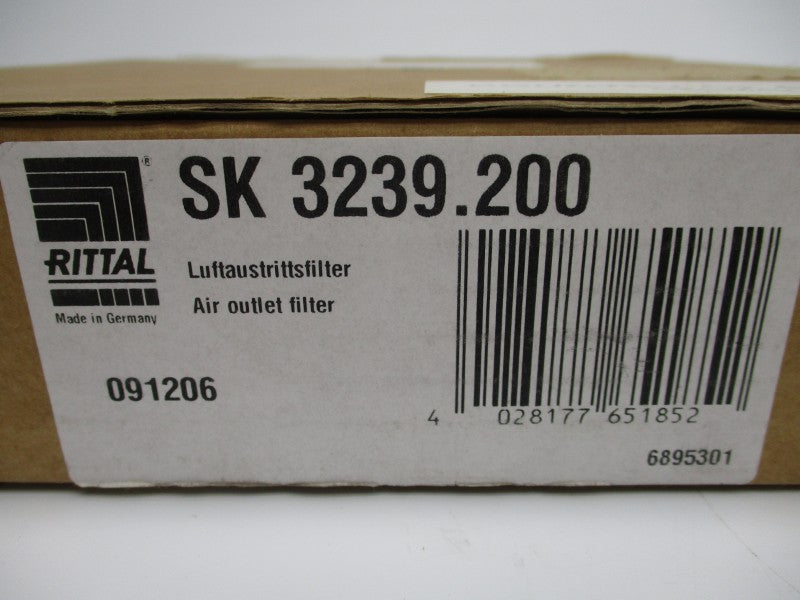 ®
SK 3239.200
RITTAL
Made in Germany
Luftaustrittsfilter
Air outlet filter
091206
4 028177 651852
6895301